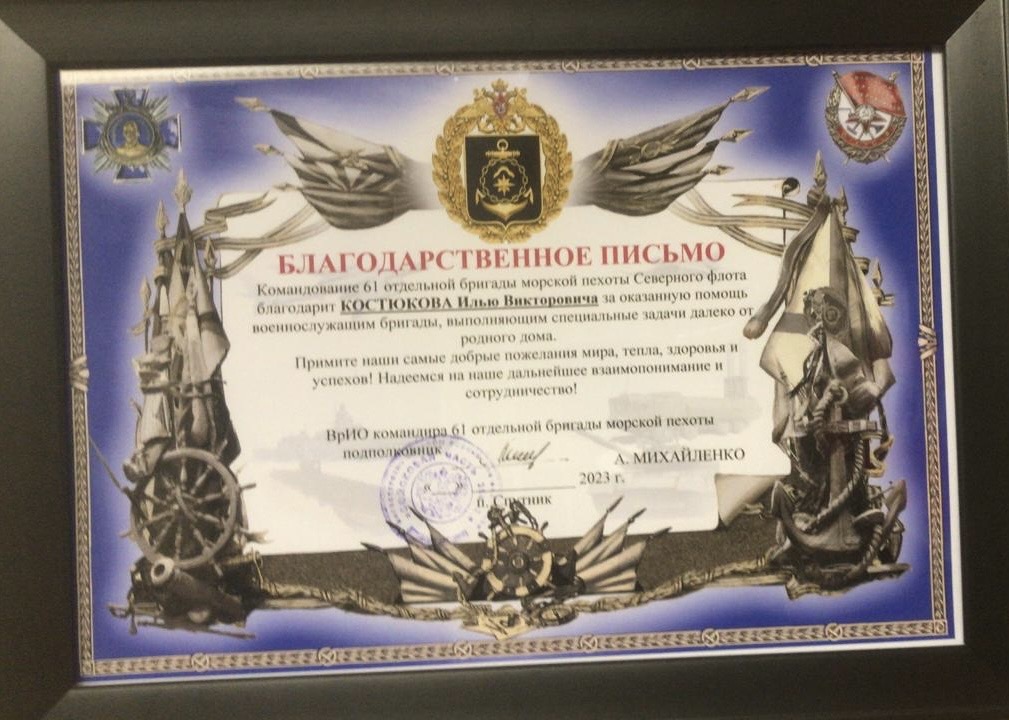 БЛАГОДАРСТВЕННОЕ ПИСЬМО
Командование 61 отдельной бригады морской пехоты Северного флота
благодарит КОСТЮКОВА Илью Викторовича за оказанную помощь
военнослужащим бригады, выполняющим специальные задачи далеко от
родного дома.
Примите наши самые добрые пожелания мира, тепла, здоровья и
успехов! Надеемся на наше дальнейшее взаимопонимание и
сотрудничество!
ВрИО командира 61 отдельной бригады морской пехоты
подполковник А. МИХАЙЛЕНКО
«___» ____________ 2023 г.
п. Спутник